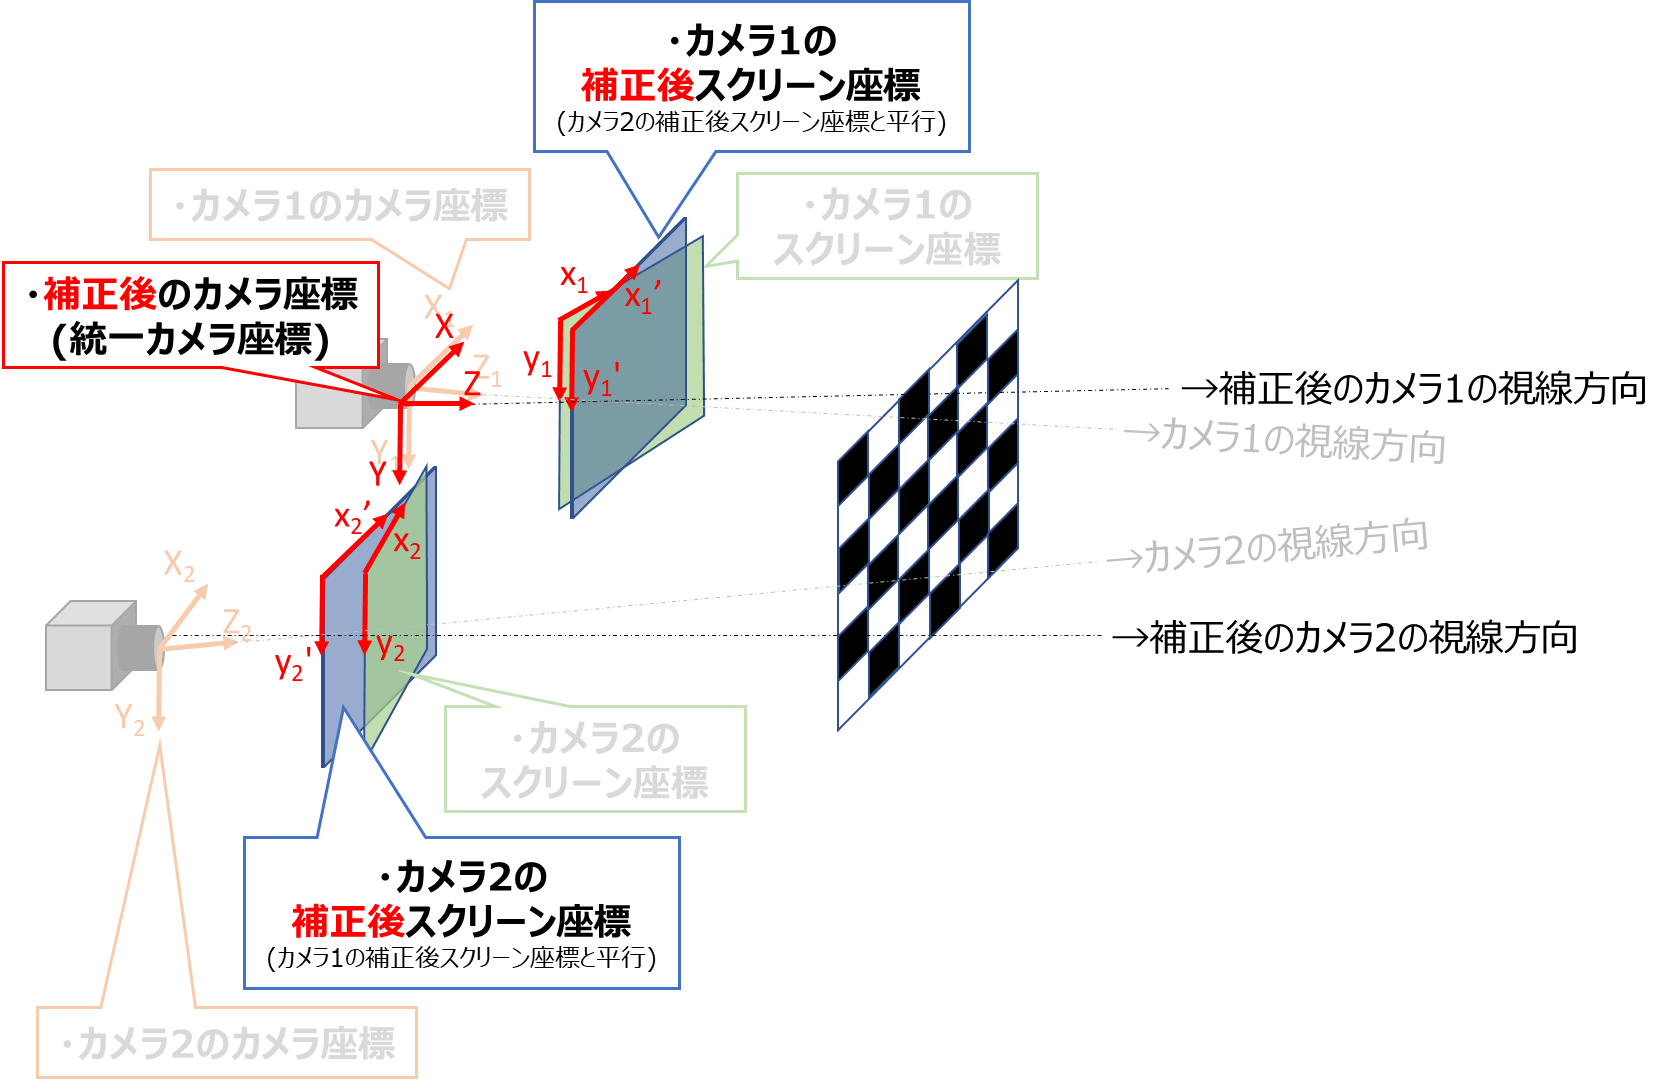 ・カメラ1の
補正後スクリーン座標
(カメラ2の補正後スクリーン座標と平行)
・カメラ1のカメラ座標
・カメラ1の
スクリーン座標
・補正後のカメラ座標
(統一カメラ座標)
x1
x1’
X1
X
Z1
Z
y1
y1'
→補正後のカメラ1の視線方向
→カメラ1の視線方向
Y1
Y
x2’
x2
→カメラ2の視線方向
X2
Z2
y2'
y2
→補正後のカメラ2の視線方向
Y2
・カメラ2の
スクリーン座標
・カメラ2の
補正後スクリーン座標
(カメラ1の補正後スクリーン座標と平行)
・カメラ2のカメラ座標